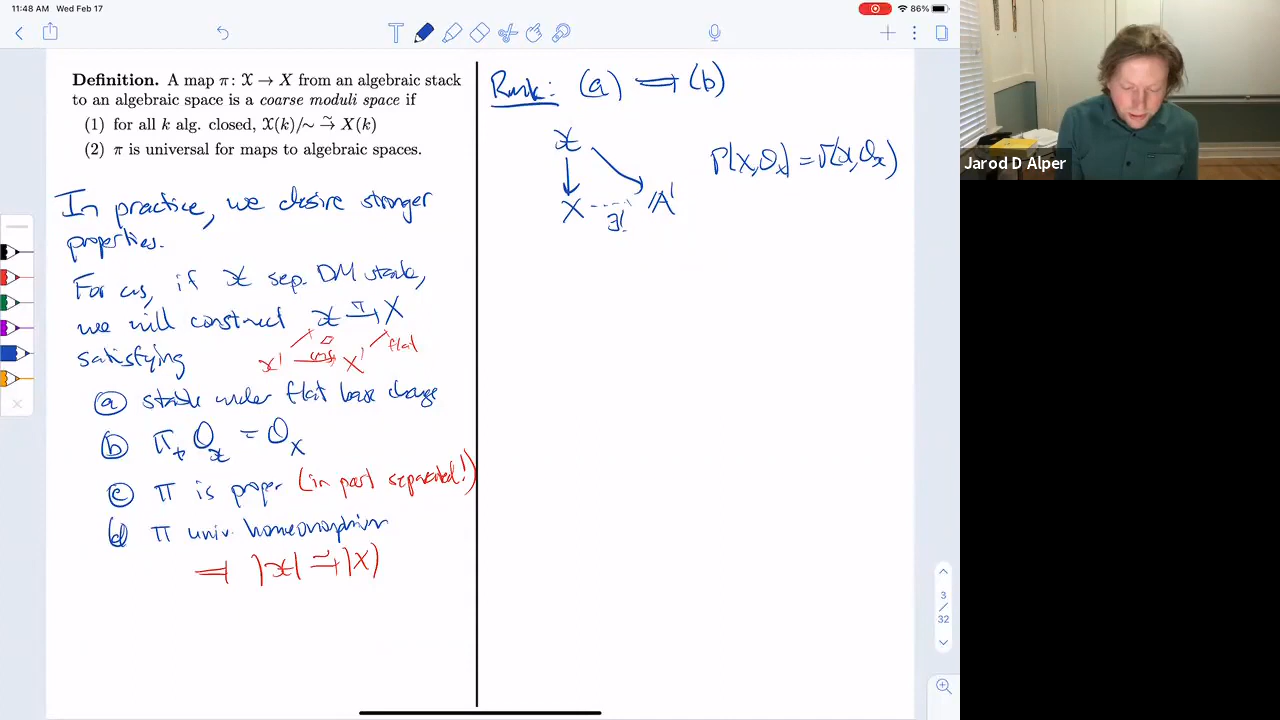 11:48 AM Wed Feb 17
86%
Definition. A map π: 𝒳 → X from an algebraic stack
to an algebraic space is a coarse moduli space if
(1) for all k alg. closed, 𝒳(k)/∼ ⥲ X(k)
(2) π is universal for maps to algebraic spaces.
In practice, we desire stronger
properties.
For us, if 𝒳 sep. DM stack,
we will construct 𝒳 →π X
satisfying
𝒳' → cms X' flat
(a) stable under flat base change
(b) π_* O_𝒳 = O_X
(c) π is proper (in part separated!)
(d) π univ. homeomorphism
⟹ |𝒳| ⥲ |X|
Rmk: (a) ⟹ (b)
𝒳
X ∃! 𝔸¹
Γ(X, O_X) = Γ(𝒳, O_𝒳)
Jarod D Alper
3
/
32